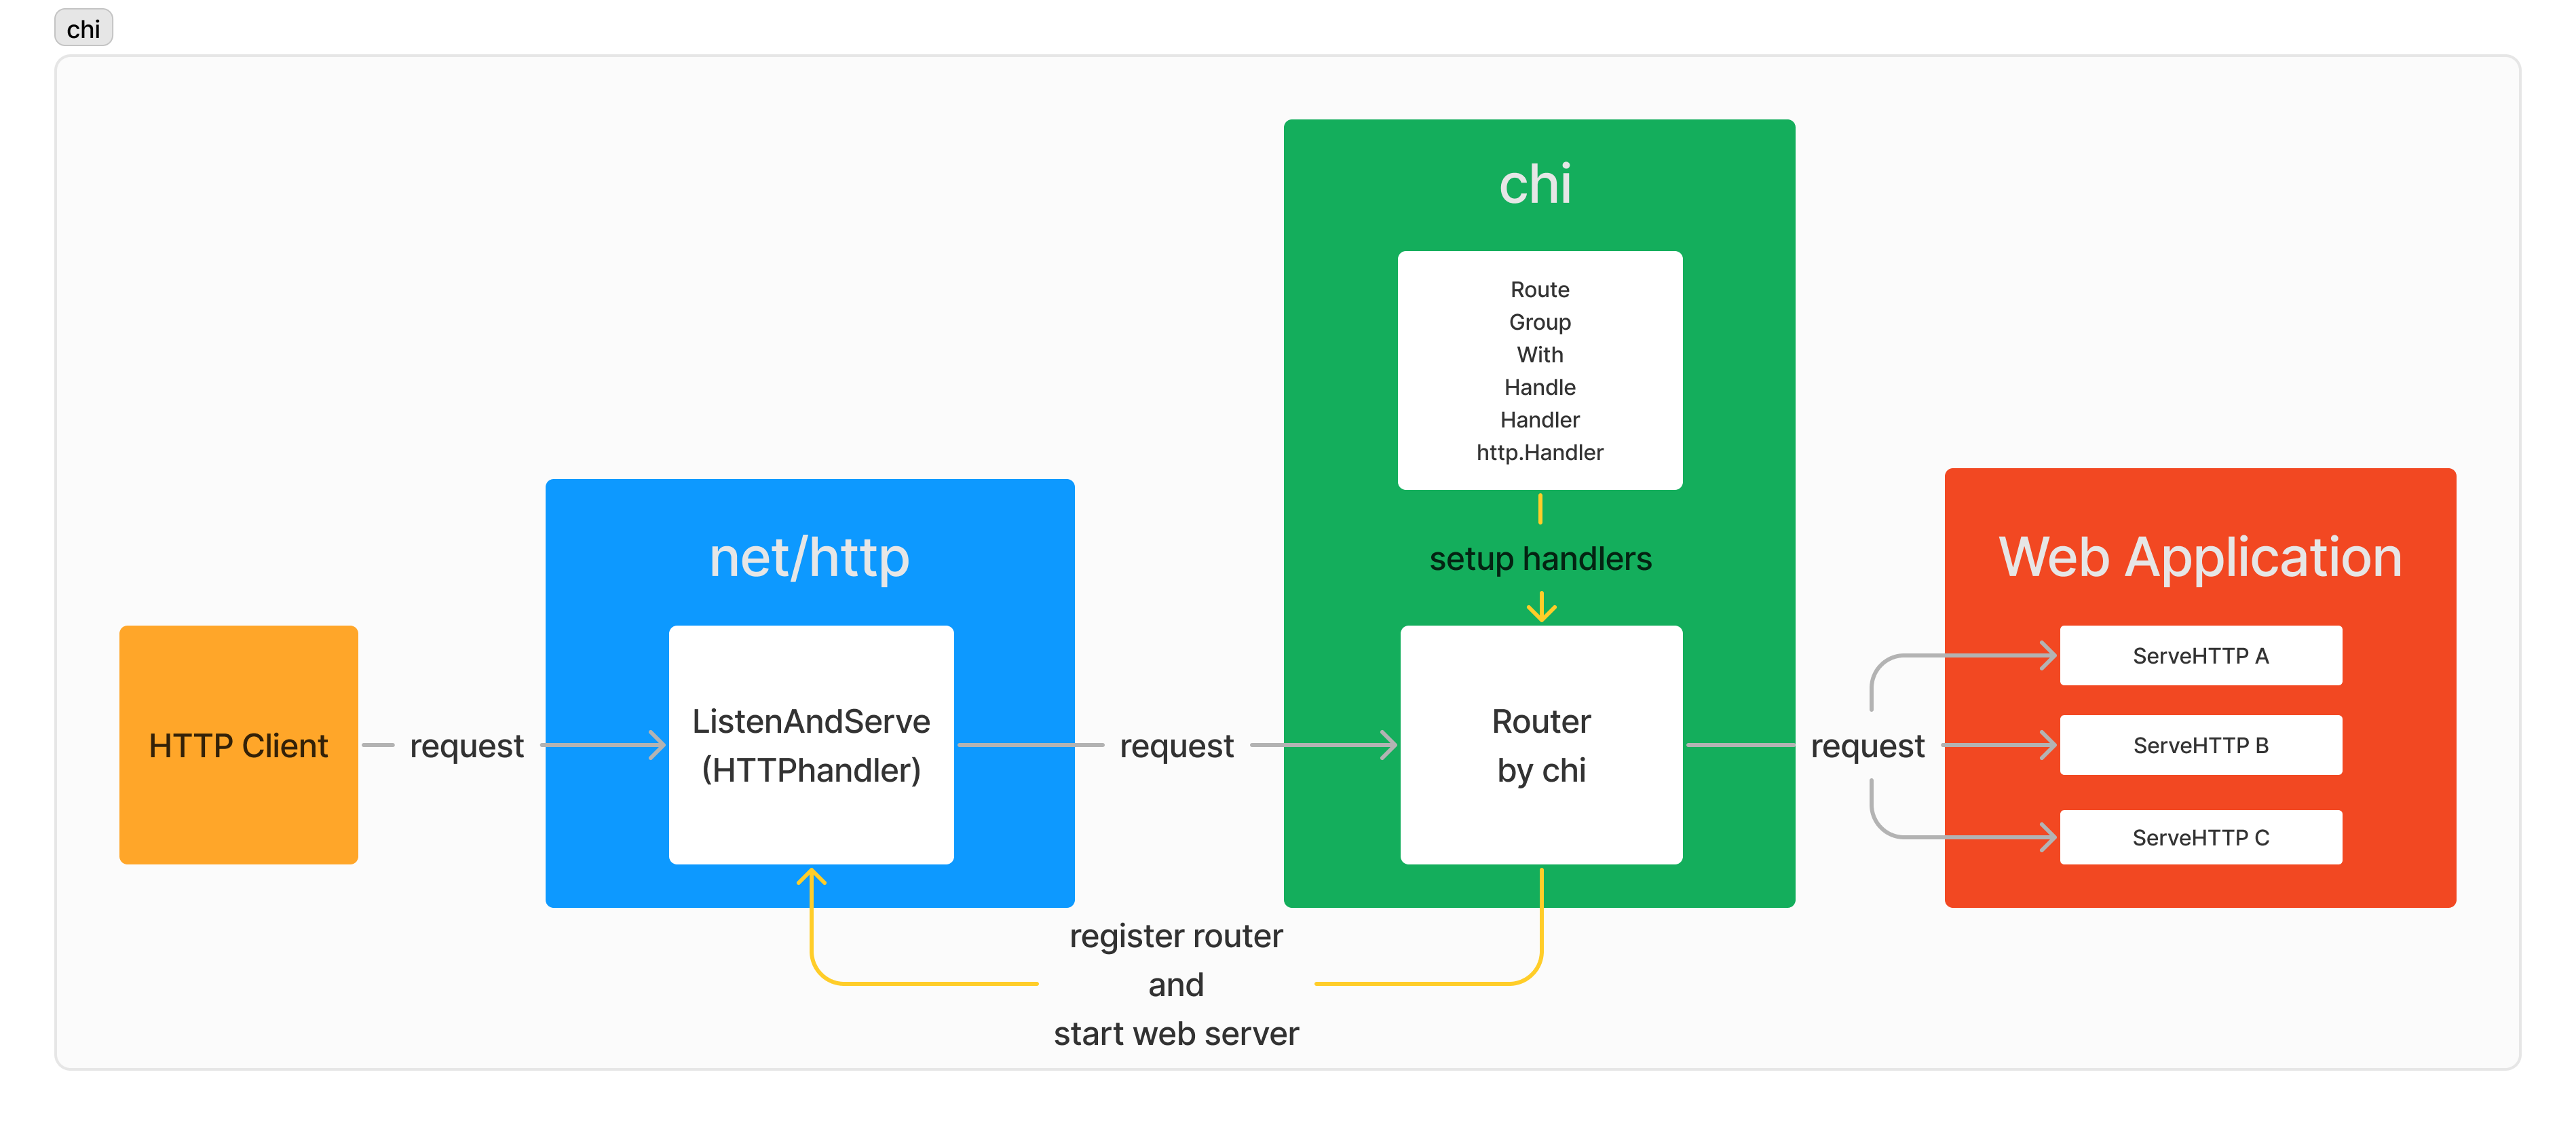 chi
HTTP Client
request
net/http
ListenAndServe
(HTTPhandler)
request
chi
Route
Group
With
Handle
Handler
http.Handler
setup handlers
Router
by chi
request
Web Application
ServeHTTP A
ServeHTTP B
ServeHTTP C
register router
and
start web server